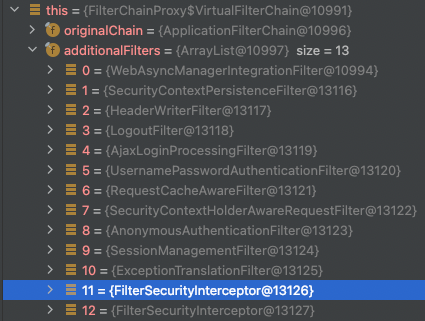 this = {FilterChainProxy$VirtualFilterChain@10991}
originalChain = {ApplicationFilterChain@10996}
additionalFilters = {ArrayList@10997} size = 13
0 = {WebAsyncManagerIntegrationFilter@10994}
1 = {SecurityContextPersistenceFilter@13116}
2 = {HeaderWriterFilter@13117}
3 = {LogoutFilter@13118}
4 = {AjaxLoginProcessingFilter@13119}
5 = {UsernamePasswordAuthenticationFilter@13120}
6 = {RequestCacheAwareFilter@13121}
7 = {SecurityContextHolderAwareRequestFilter@13122}
8 = {AnonymousAuthenticationFilter@13123}
9 = {SessionManagementFilter@13124}
10 = {ExceptionTranslationFilter@13125}
11 = {FilterSecurityInterceptor@13126}
12 = {FilterSecurityInterceptor@13127}